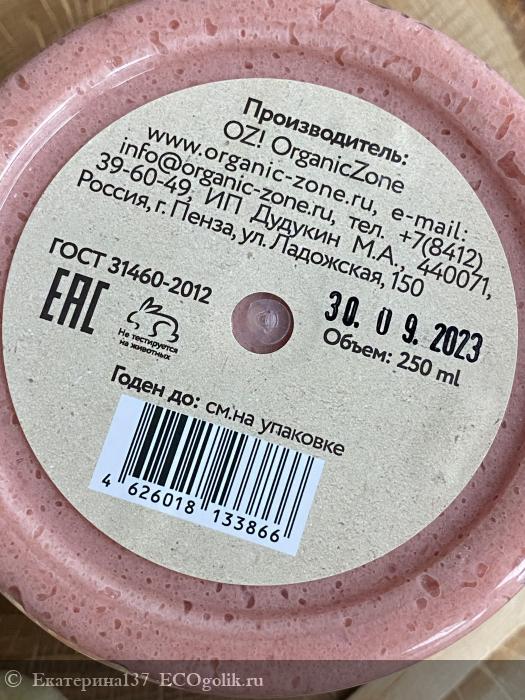 Производитель:
OZ! OrganicZone
www.organic-zone.ru, e-mail:
info@organic-zone.ru, тел. +7(8412)
39-60-49, ИП Дудукин М.А., 440071,
Россия, г. Пенза, ул. Ладожская, 150
ГОСТ 31460-2012
EAC
Не тестируется
на животных
30. 09. 2023
Объем: 250 ml
Годен до: см.на упаковке
4 626018 133866
© Екатерина137 ECOgolik.ru